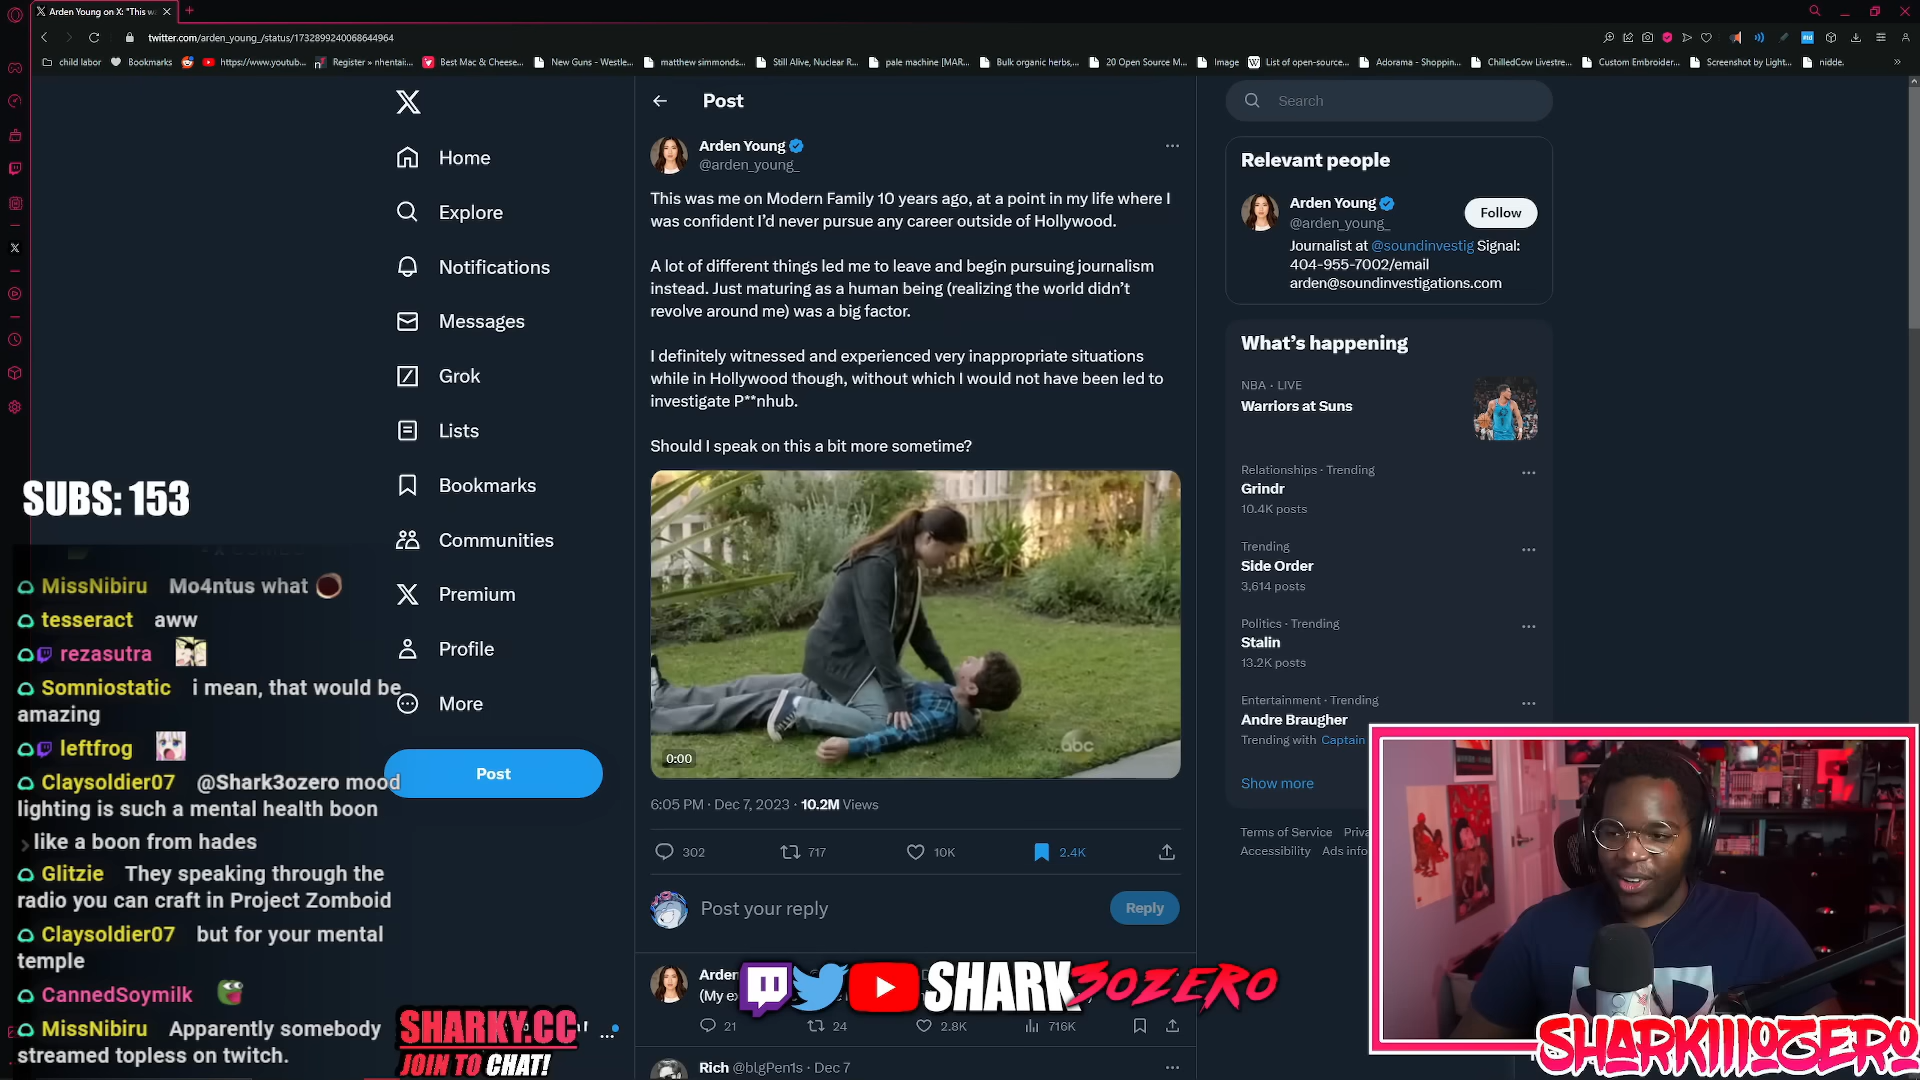 Arden Young on X: "This w
twitter.com/arden_young_/status/1732899240068644964
child labor
Bookmarks
https://www.youtub...
Register » nhentai...
Best Mac & Cheese...
New Guns - Westle...
matthew simmonds...
Still Alive, Nuclear R...
pale machine [MAR...
Bulk organic herbs,...
20 Open Source M...
Image
List of open-source...
Adorama - Shoppin...
ChilledCow Livestre...
Custom Embroider...
Screenshot by Light...
nidde.
Home
Explore
Notifications
Messages
Grok
Lists
Bookmarks
Communities
Premium
Profile
More
Post
Post
Arden Young
@arden_young_
This was me on Modern Family 10 years ago, at a point in my life where I
was confident I'd never pursue any career outside of Hollywood.
A lot of different things led me to leave and begin pursuing journalism
instead. Just maturing as a human being (realizing the world didn't
revolve around me) was a big factor.
I definitely witnessed and experienced very inappropriate situations
while in Hollywood though, without which I would not have been led to
investigate P**nhub.
Should I speak on this a bit more sometime?
abc
0:00
6:05 PM · Dec 7, 2023 · 10.2M Views
302
717
10K
2.4K
Post your reply
Reply
Arden
(My ex
21
24
2.8K
716K
Rich @blgPen1s · Dec 7
Search
Relevant people
Arden Young
@arden_young_
Follow
Journalist at @soundinvestig Signal:
404-955-7002/email
arden@soundinvestigations.com
What's happening
NBA · LIVE
Warriors at Suns
Relationships · Trending
Grindr
10.4K posts
Trending
Side Order
3,614 posts
Politics · Trending
Stalin
13.2K posts
Entertainment · Trending
Andre Braugher
Trending with Captain
Show more
Terms of Service Priva
Accessibility Ads info
SUBS: 153
MissNibiru Mo4ntus what
tesseract aww
rezasutra
Somniostatic i mean, that would be
amazing
leftfrog
Claysoldier07 @Shark3ozero mood
lighting is such a mental health boon
like a boon from hades
Glitzie They speaking through the
radio you can craft in Project Zomboid
Claysoldier07 but for your mental
temple
CannedSoymilk
MissNibiru Apparently somebody
streamed topless on twitch.
SHARKY.CC
JOIN TO CHAT!
SHARK3OZERO
SHARKIIIOZERO